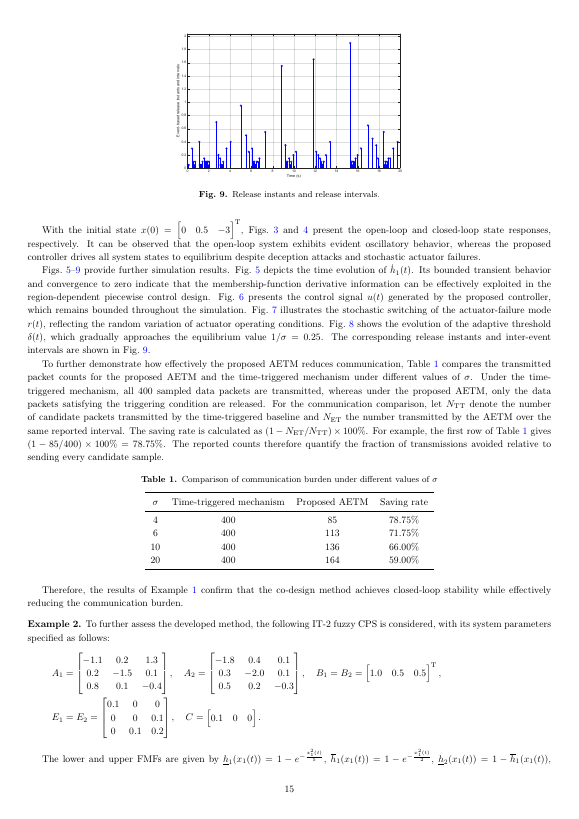 Time (s)
Fig. 9. Release instants and release intervals.
With the initial state x(0) = [0 0.5 −3]^T, Figs. 3 and 4 present the open-loop and closed-loop state responses,
respectively. It can be observed that the open-loop system exhibits evident oscillatory behavior, whereas the proposed
controller drives all system states to equilibrium despite deception attacks and stochastic actuator failures.
Figs. 5–9 provide further simulation results. Fig. 5 depicts the time evolution of ḣ₁(t). Its bounded transient behavior
and convergence to zero indicate that the membership-function derivative information can be effectively exploited in the
region-dependent piecewise control design. Fig. 6 presents the control signal u(t) generated by the proposed controller,
which remains bounded throughout the simulation. Fig. 7 illustrates the stochastic switching of the actuator-failure mode
r(t), reflecting the random variation of actuator operating conditions. Fig. 8 shows the evolution of the adaptive threshold
δ(t), which gradually approaches the equilibrium value 1/σ = 0.25. The corresponding release instants and inter-event
intervals are shown in Fig. 9.
To further demonstrate how effectively the proposed AETM reduces communication, Table 1 compares the transmitted
packet counts for the proposed AETM and the time-triggered mechanism under different values of σ. Under the time-
triggered mechanism, all 400 sampled data packets are transmitted, whereas under the proposed AETM, only the data
packets satisfying the triggering condition are released. For the communication comparison, let N_TT denote the number
of candidate packets transmitted by the time-triggered baseline and N_ET the number transmitted by the AETM over the
same reported interval. The saving rate is calculated as (1 − N_ET/N_TT) × 100%. For example, the first row of Table 1 gives
(1 − 85/400) × 100% = 78.75%. The reported counts therefore quantify the fraction of transmissions avoided relative to
sending every candidate sample.
Table 1. Comparison of communication burden under different values of σ
σ Time-triggered mechanism Proposed AETM Saving rate
4 400 85 78.75%
6 400 113 71.75%
10 400 136 66.00%
20 400 164 59.00%
Therefore, the results of Example 1 confirm that the co-design method achieves closed-loop stability while effectively
reducing the communication burden.
Example 2. To further assess the developed method, the following IT-2 fuzzy CPS is considered, with its system parameters
specified as follows:
A₁ = [−1.1 0.2 1.3; 0.2 −1.5 0.1; 0.8 0.1 −0.4], A₂ = [−1.8 0.4 0.1; 0.3 −2.0 0.1; 0.5 0.2 −0.3], B₁ = B₂ = [1.0 0.5 0.5]^T,
E₁ = E₂ = [0.1 0 0; 0 0 0.1; 0 0.1 0.2], C = [0.1 0 0].
The lower and upper FMFs are given by h̲₁(x₁(t)) = 1 − e^{−x₁²(t)/5}, h̅₁(x₁(t)) = 1 − e^{−x₁²(t)/2}, h̲₂(x₁(t)) = 1 − h̅₁(x₁(t)),
15